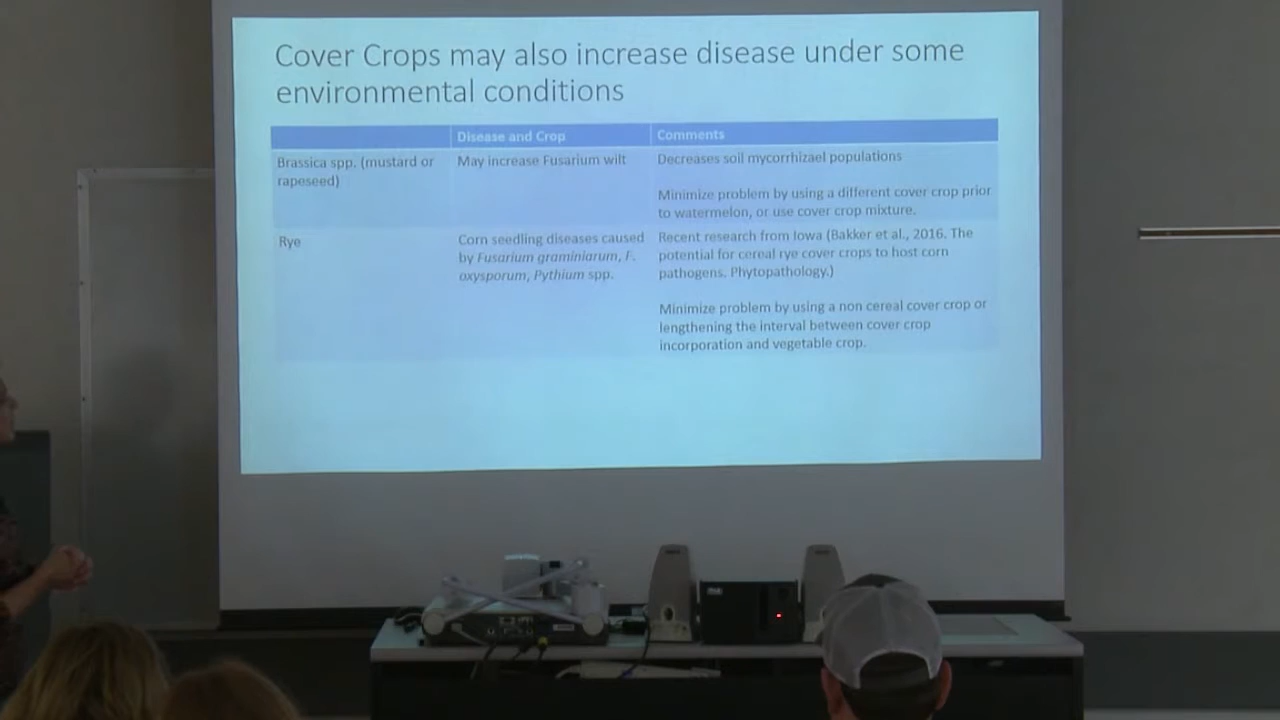 Cover Crops may also increase disease under some
environmental conditions
Disease and Crop
Comments
Brassica spp. (mustard or
rapeseed)
May increase Fusarium wilt
Decreases soil mycorrhizael populations
Minimize problem by using a different cover crop prior
to watermelon, or use cover crop mixture.
Rye
Corn seedling diseases caused
by Fusarium graminiarum, F.
oxysporum, Pythium spp.
Recent research from Iowa (Bakker et al., 2016. The
potential for cereal rye cover crops to host corn
pathogens. Phytopathology.)
Minimize problem by using a non cereal cover crop or
lengthening the interval between cover crop
incorporation and vegetable crop.